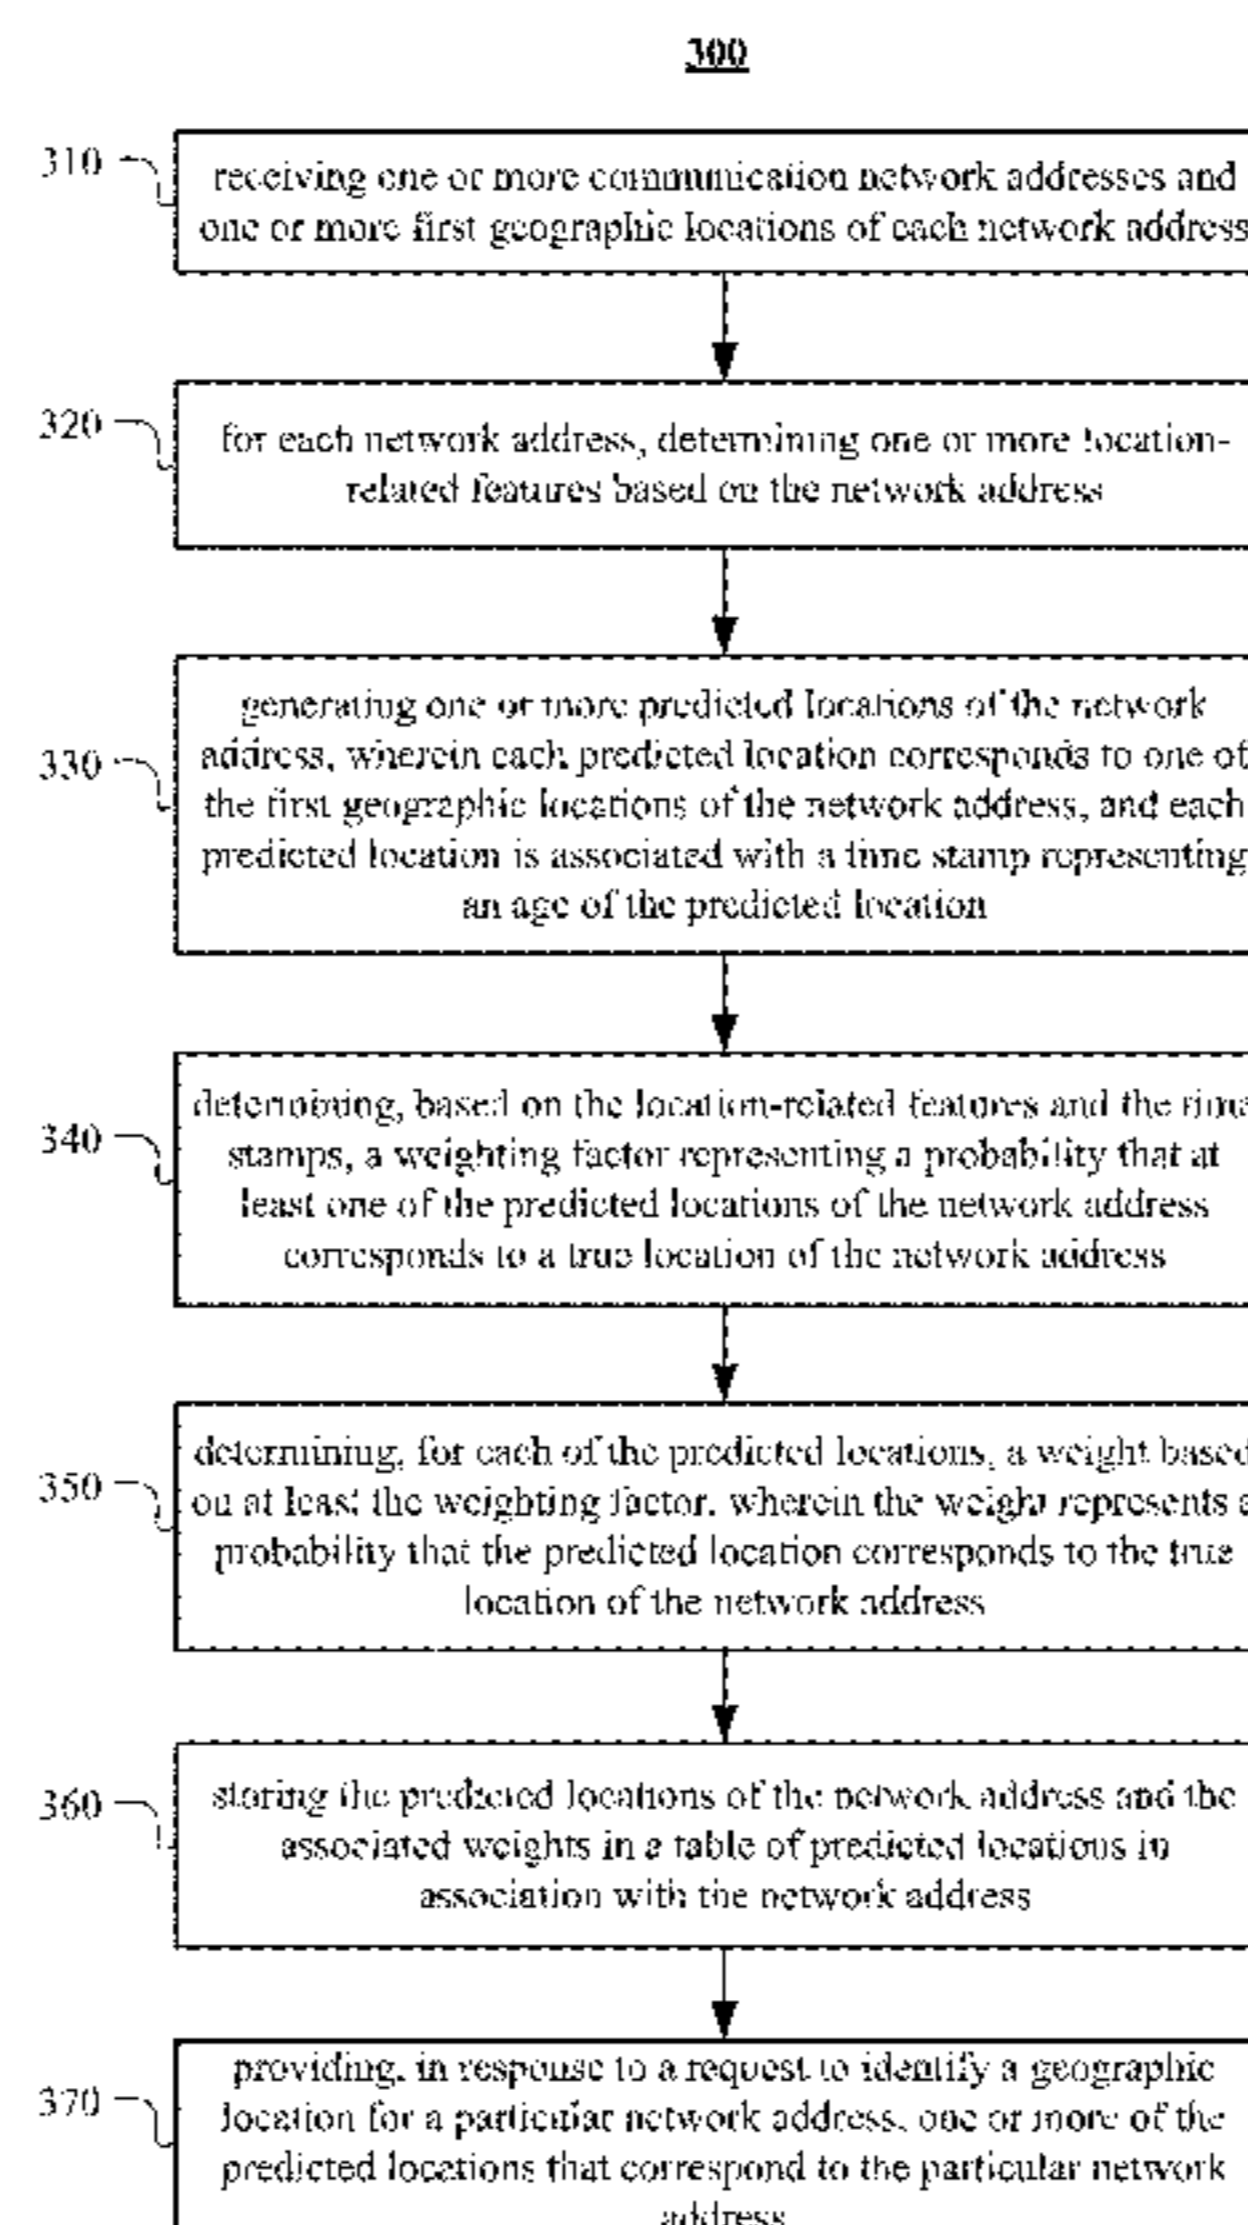 300
310
receiving one or more communication network addresses and
one or more first geographic locations of each network address
320
for each network address, determining one or more location-
related features based on the network address
330
generating one or more predicted locations of the network
address, wherein each predicted location corresponds to one of
the first geographic locations of the network address, and each
predicted location is associated with a time stamp representing
an age of the predicted location
340
determining, based on the location-related features and the time
stamps, a weighting factor representing a probability that at
least one of the predicted locations of the network address
corresponds to a true location of the network address
350
determining, for each of the predicted locations, a weight based
on at least the weighting factor, wherein the weight represents a
probability that the predicted location corresponds to the true
location of the network address
360
storing the predicted locations of the network address and the
associated weights in a table of predicted locations in
association with the network address
370
providing, in response to a request to identify a geographic
location for a particular network address, one or more of the
predicted locations that correspond to the particular network
address